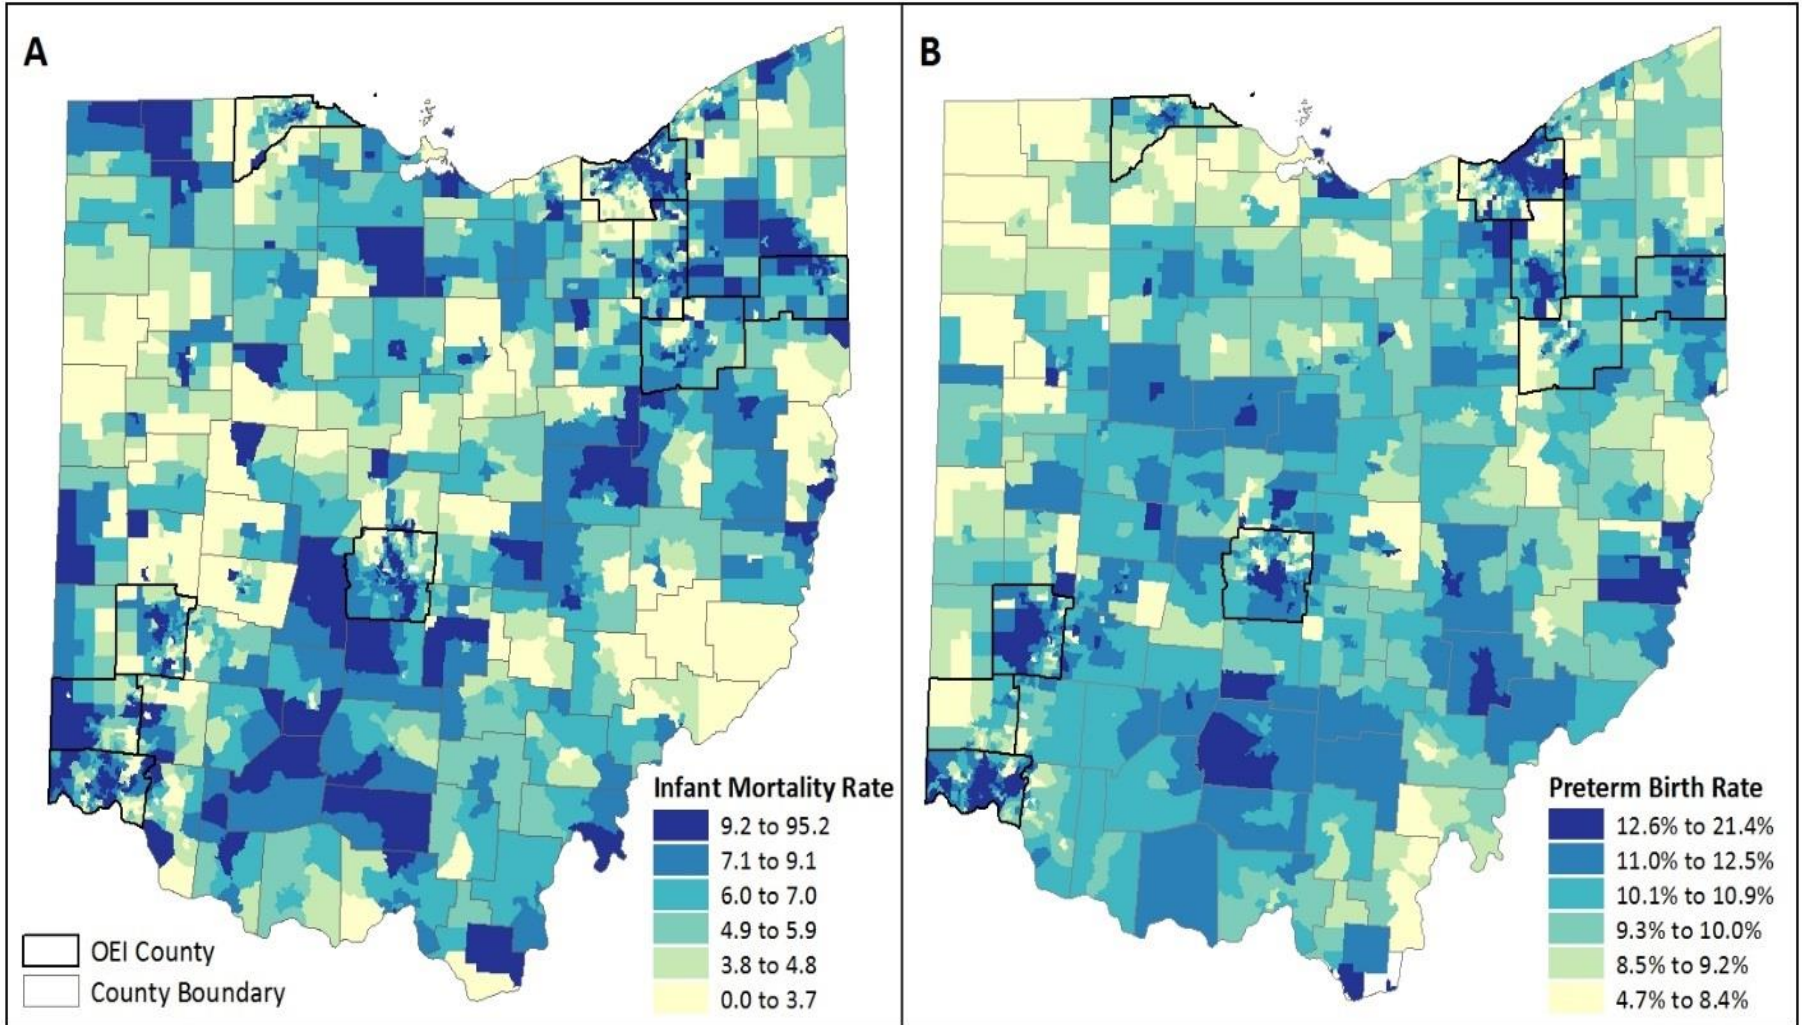 A
Infant Mortality Rate
9.2 to 95.2
7.1 to 9.1
6.0 to 7.0
4.9 to 5.9
3.8 to 4.8
0.0 to 3.7
OEI County
County Boundary
B
Preterm Birth Rate
12.6% to 21.4%
11.0% to 12.5%
10.1% to 10.9%
9.3% to 10.0%
8.5% to 9.2%
4.7% to 8.4%